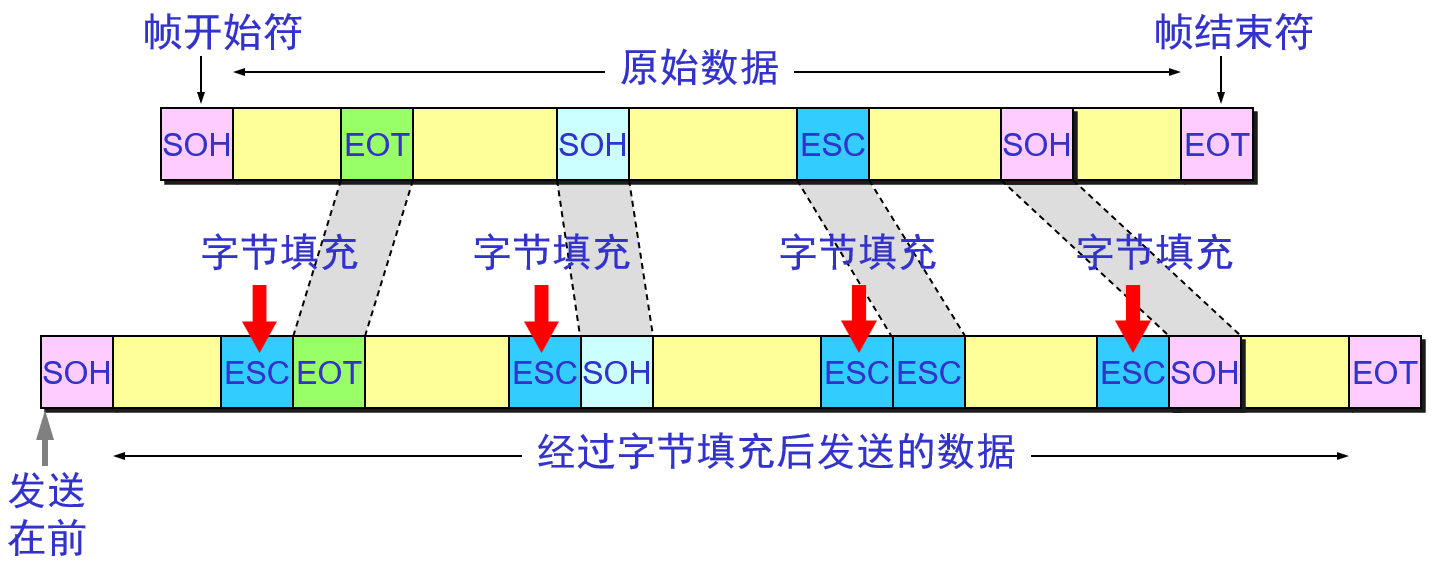 帧开始符
帧结束符
原始数据
SOH EOT SOH ESC SOH EOT
字节填充 字节填充 字节填充 字节填充
SOH ESC EOT ESC SOH ESC ESC ESC SOH EOT
经过字节填充后发送的数据
发送
在前